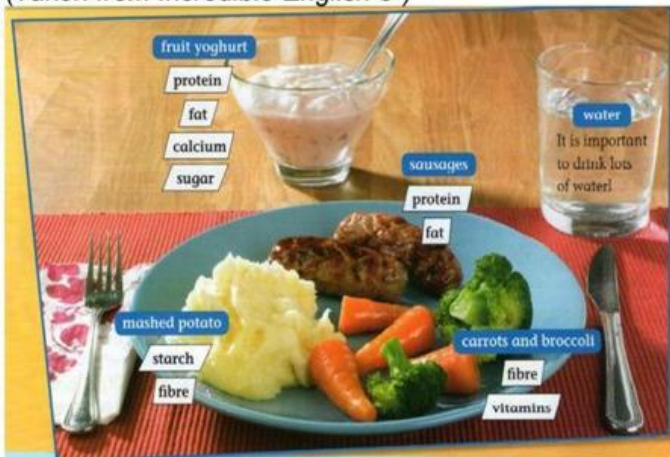 fruit yoghurt
protein
fat
calcium
sugar
water
It is important
to drink lots
of water!
sausages
protein
fat
mashed potato
starch
fibre
carrots and broccoli
fibre
vitamins